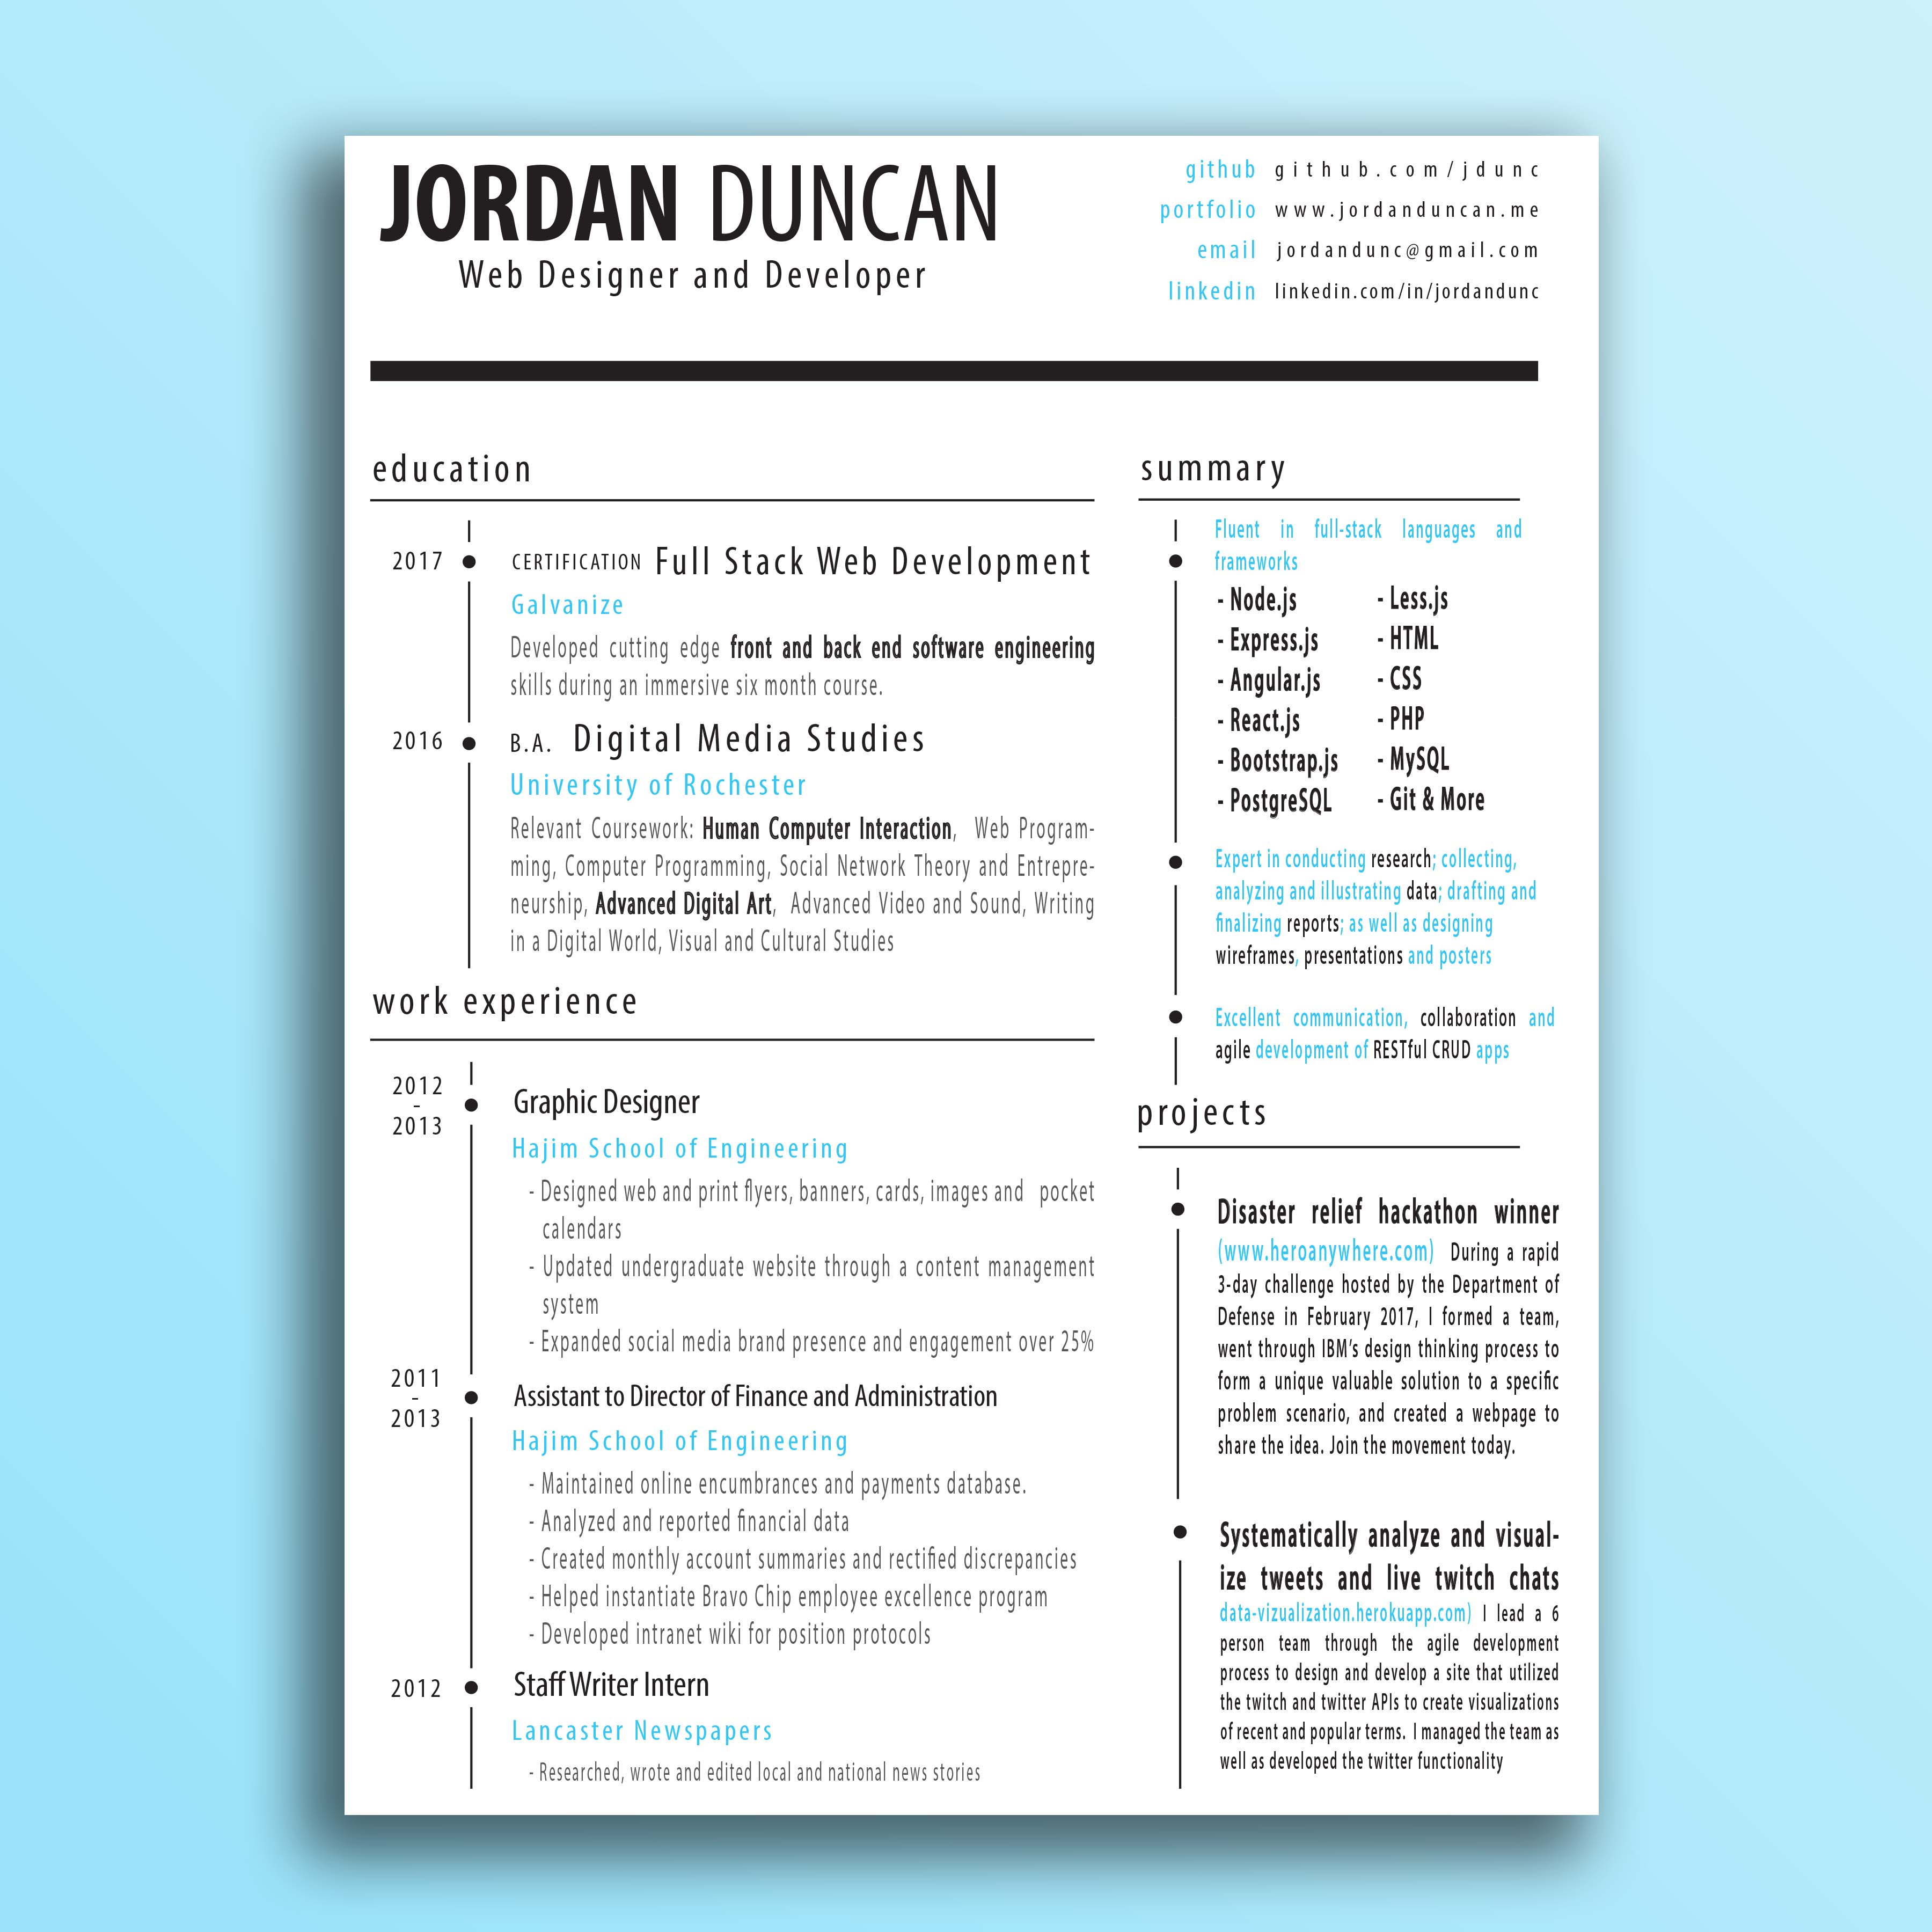 JORDAN DUNCAN
Web Designer and Developer
github github.com/jdunc
portfolio www.jordanduncan.me
email jordandunc@gmail.com
linkedin linkedin.com/in/jordandunc
education
2017 CERTIFICATION Full Stack Web Development
Galvanize
Developed cutting edge front and back end software engineering
skills during an immersive six month course.
2016 B.A. Digital Media Studies
University of Rochester
Relevant Coursework: Human Computer Interaction, Web Program-
ming, Computer Programming, Social Network Theory and Entrepre-
neurship, Advanced Digital Art, Advanced Video and Sound, Writing
in a Digital World, Visual and Cultural Studies
work experience
2012
-
2013
Graphic Designer
Hajim School of Engineering
- Designed web and print flyers, banners, cards, images and pocket
calendars
- Updated undergraduate website through a content management
system
- Expanded social media brand presence and engagement over 25%
2011
-
2013
Assistant to Director of Finance and Administration
Hajim School of Engineering
- Maintained online encumbrances and payments database.
- Analyzed and reported financial data
- Created monthly account summaries and rectified discrepancies
- Helped instantiate Bravo Chip employee excellence program
- Developed intranet wiki for position protocols
2012 Staff Writer Intern
Lancaster Newspapers
- Researched, wrote and edited local and national news stories
summary
Fluent in full-stack languages and
frameworks
- Node.js - Less.js
- Express.js - HTML
- Angular.js - CSS
- React.js - PHP
- Bootstrap.js - MySQL
- PostgreSQL - Git & More
Expert in conducting research; collecting,
analyzing and illustrating data; drafting and
finalizing reports; as well as designing
wireframes, presentations and posters
Excellent communication, collaboration and
agile development of RESTful CRUD apps
projects
Disaster relief hackathon winner
(www.heroanywhere.com) During a rapid
3-day challenge hosted by the Department of
Defense in February 2017, I formed a team,
went through IBM's design thinking process to
form a unique valuable solution to a specific
problem scenario, and created a webpage to
share the idea. Join the movement today.
Systematically analyze and visual-
ize tweets and live twitch chats
data-vizualization.herokuapp.com) I lead a 6
person team through the agile development
process to design and develop a site that utilized
the twitch and twitter APIs to create visualizations
of recent and popular terms. I managed the team as
well as developed the twitter functionality